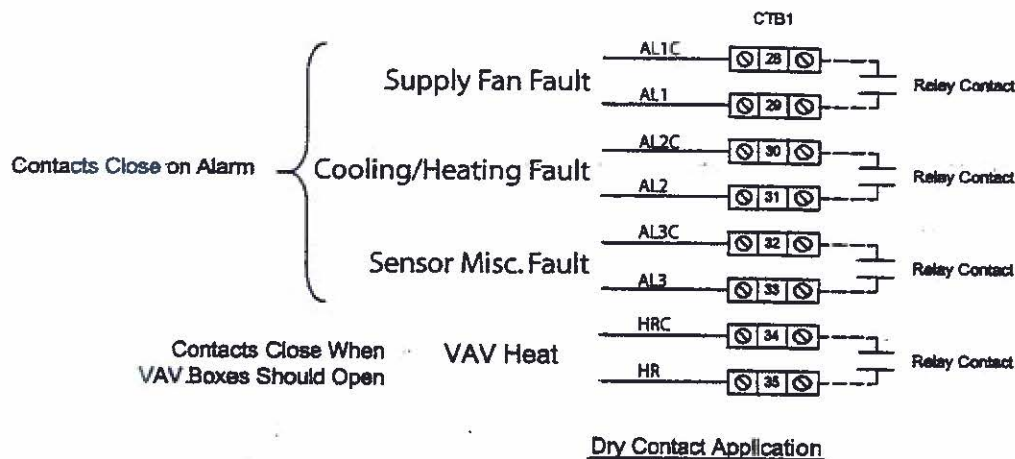 CTB1
AL1C
28
Supply Fan Fault
Relay Contact
AL1
29
AL2C
30
Contacts Close on Alarm
Cooling/Heating Fault
Relay Contact
AL2
31
AL3C
32
Sensor Misc. Fault
Relay Contact
AL3
33
HRC
34
Contacts Close When
VAV Boxes Should Open
VAV Heat
Relay Contact
HR
35
Dry Contact Application